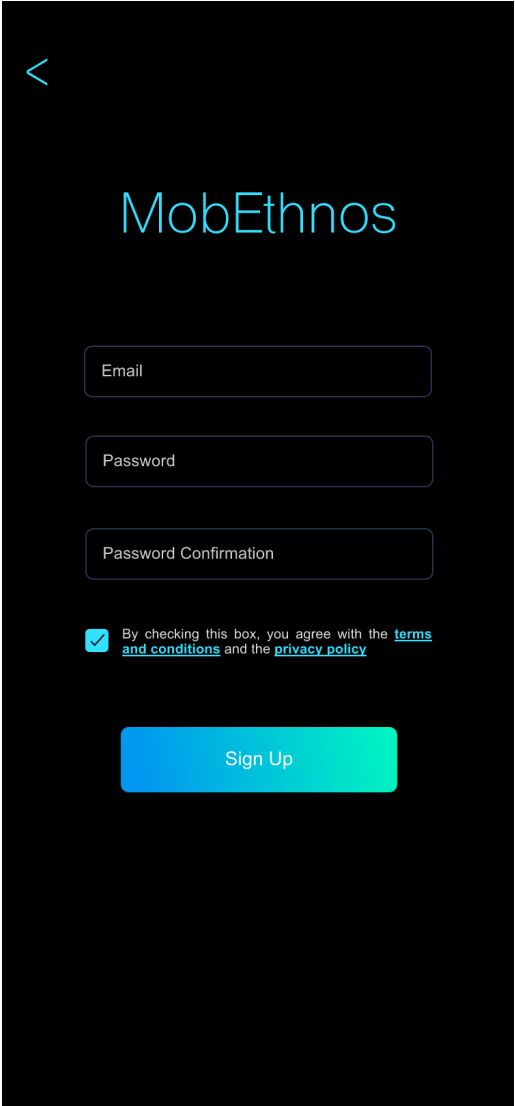 <
MobEthnos
Email
Password
Password Confirmation
By checking this box, you agree with the terms
and conditions and the privacy policy
Sign Up